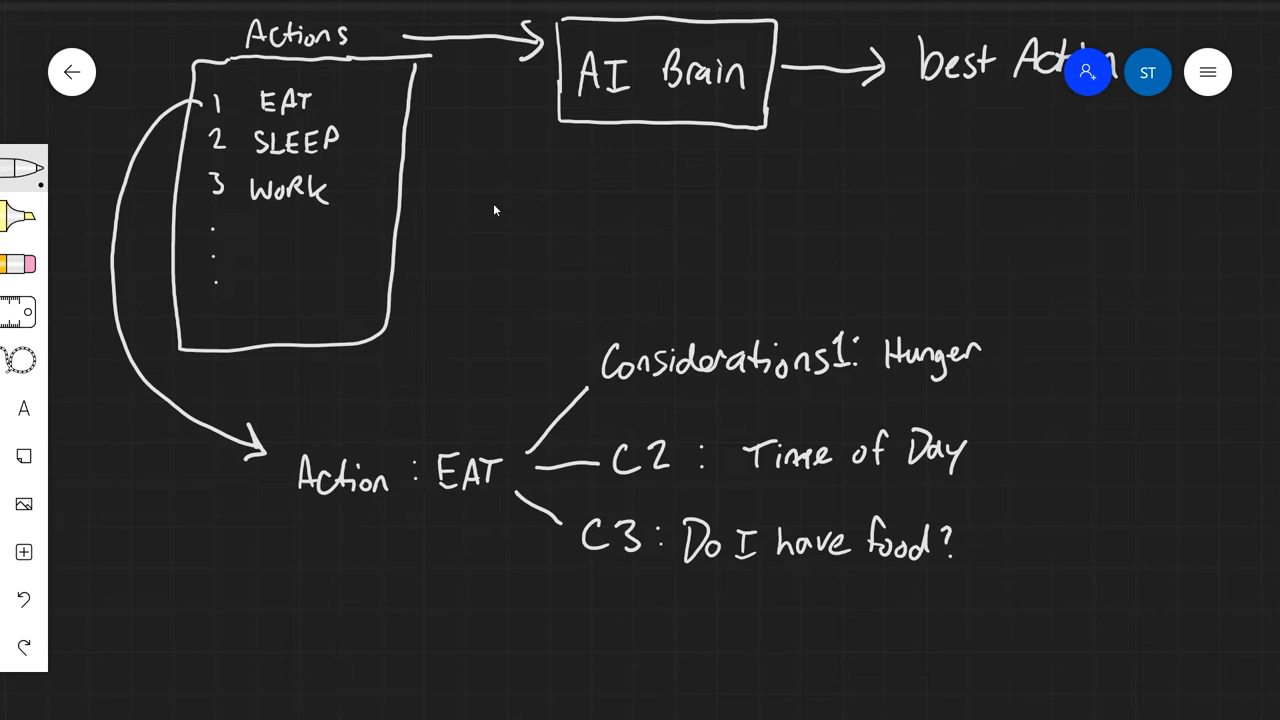 Actions
AI Brain
best Action
ST
1 EAT
2 SLEEP
3 WORK
.
.
.
A
Considerations1: Hunger
Action : EAT
C2 : Time of Day
C3 : Do I have food?